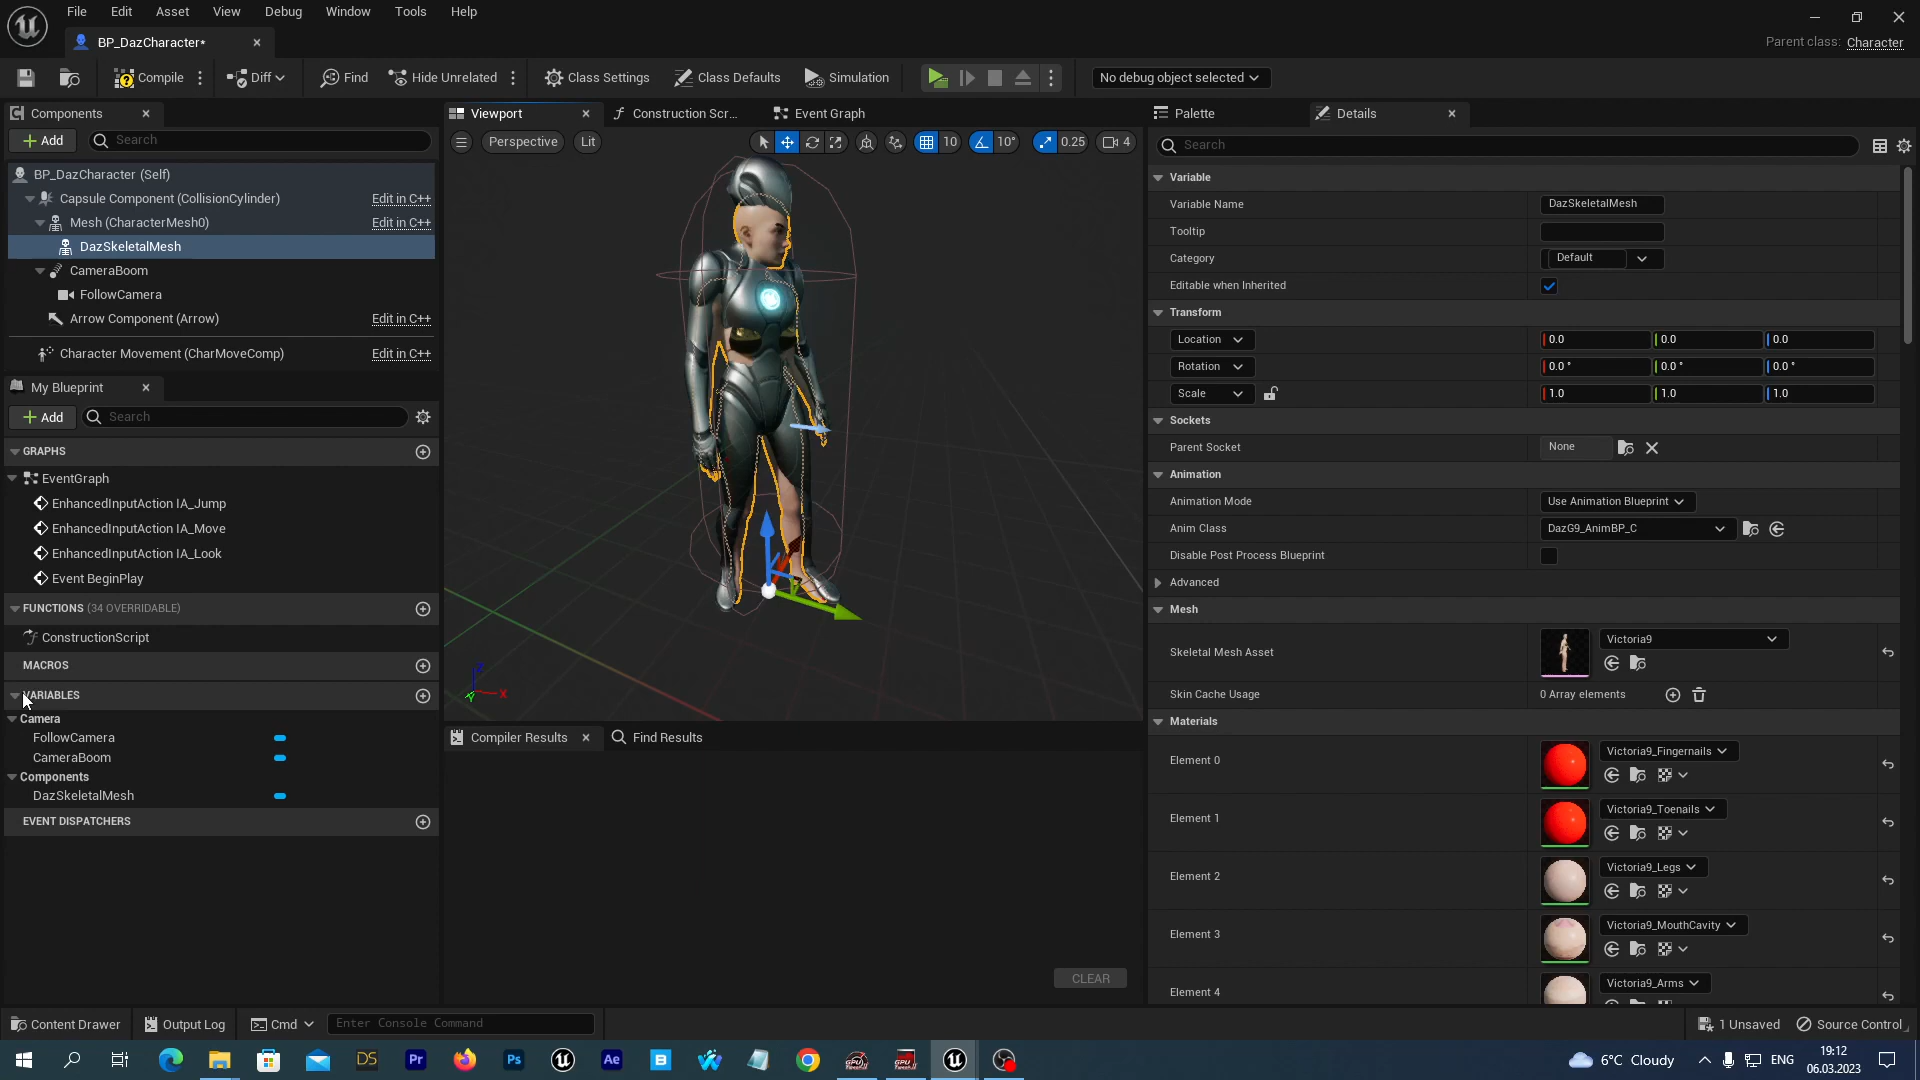 File Edit Asset View Debug Window Tools Help
BP_DazCharacter*
Parent class: Character
Compile Diff Find Hide Unrelated Class Settings Class Defaults Simulation No debug object selected
Components
Viewport Construction Scr... Event Graph
Palette Details
Add Search
Perspective Lit 10 10° 0.25 4
Search
BP_DazCharacter (Self)
Capsule Component (CollisionCylinder) Edit in C++
Mesh (CharacterMesh0) Edit in C++
DazSkeletalMesh
CameraBoom
FollowCamera
Arrow Component (Arrow) Edit in C++
Character Movement (CharMoveComp) Edit in C++
My Blueprint
Add Search
GRAPHS
EventGraph
EnhancedInputAction IA_Jump
EnhancedInputAction IA_Move
EnhancedInputAction IA_Look
Event BeginPlay
FUNCTIONS (34 OVERRIDABLE)
ConstructionScript
MACROS
VARIABLES
Camera
FollowCamera
CameraBoom
Components
DazSkeletalMesh
EVENT DISPATCHERS
Z
X
Y
Compiler Results Find Results
CLEAR
Variable
Variable Name DazSkeletalMesh
Tooltip
Category Default
Editable when Inherited
Transform
Location 0.0 0.0 0.0
Rotation 0.0 ° 0.0 ° 0.0 °
Scale 1.0 1.0 1.0
Sockets
Parent Socket None
Animation
Animation Mode Use Animation Blueprint
Anim Class DazG9_AnimBP_C
Disable Post Process Blueprint
Advanced
Mesh
Skeletal Mesh Asset Victoria9
Skin Cache Usage 0 Array elements
Materials
Element 0 Victoria9_Fingernails
Element 1 Victoria9_Toenails
Element 2 Victoria9_Legs
Element 3 Victoria9_MouthCavity
Element 4 Victoria9_Arms
Content Drawer Output Log Cmd Enter Console Command 1 Unsaved Source Control
DS Pr Ps Ae 6°C Cloudy ENG 19:12
06.03.2023